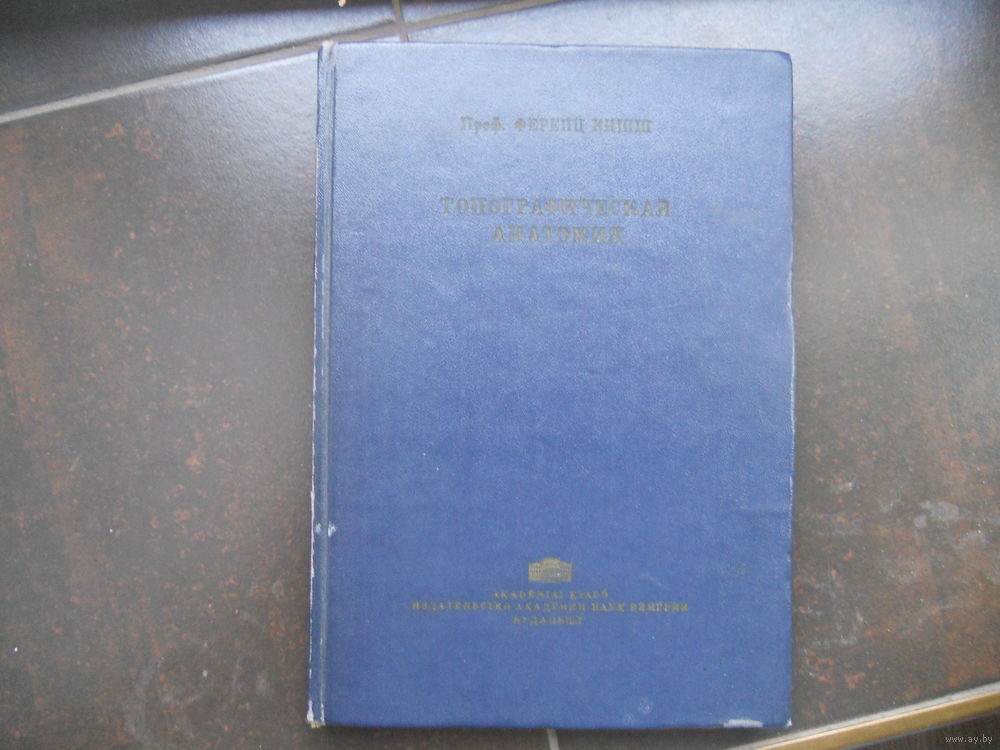 Проф. ФЕРЕНЦ КИШШ
ТОПОГРАФИЧЕСКАЯ
АНАТОМИЯ
AKADÉMIAI KIADÓ
ИЗДАТЕЛЬСТВО АКАДЕМИИ НАУК ВЕНГРИИ
БУДАПЕШТ
www.ay.by